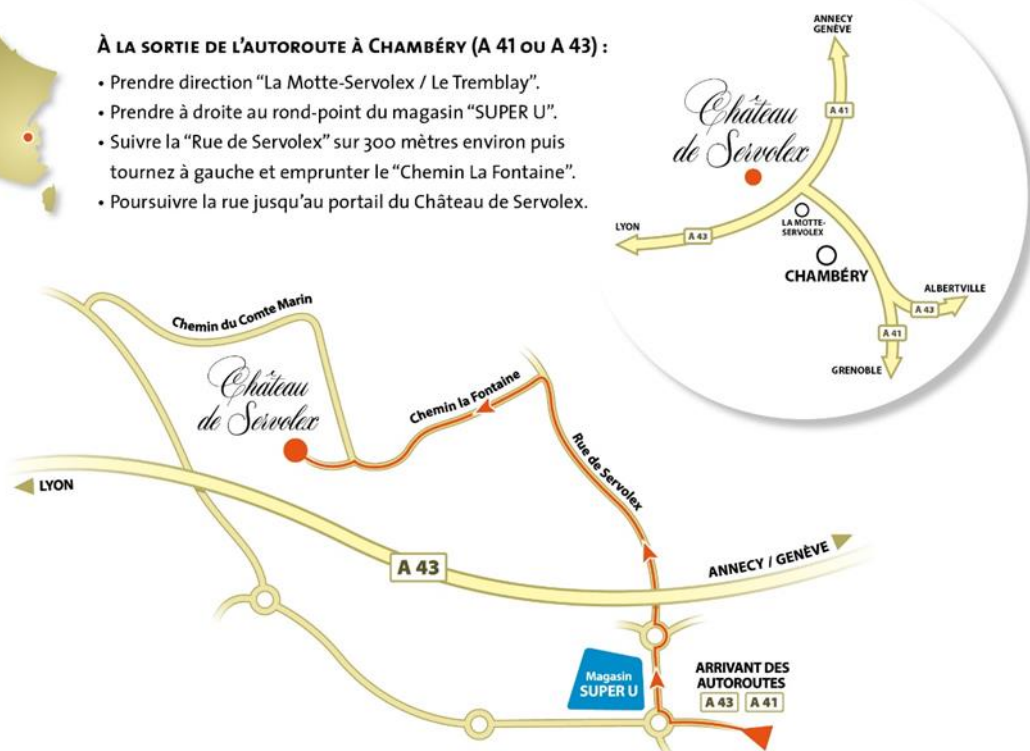 À LA SORTIE DE L'AUTOROUTE À CHAMBÉRY (A 41 OU A 43) :
• Prendre direction “La Motte-Servolex / Le Tremblay”.
• Prendre à droite au rond-point du magasin “SUPER U”.
• Suivre la “Rue de Servolex” sur 300 mètres environ puis
tournez à gauche et emprunter le “Chemin La Fontaine”.
• Poursuivre la rue jusqu'au portail du Château de Servolex.
ANNECY
GENÈVE
A 41
Château
de Servolex
LYON
A 43
LA MOTTE-
SERVOLEX
CHAMBÉRY
ALBERTVILLE
A 43
A 41
GRENOBLE
Chemin du Comte Marin
Château
de Servolex
Chemin la Fontaine
Rue de Servolex
LYON
A 43
ANNECY / GENÈVE
Magasin
SUPER U
ARRIVANT DES
AUTOROUTES
A 43 A 41